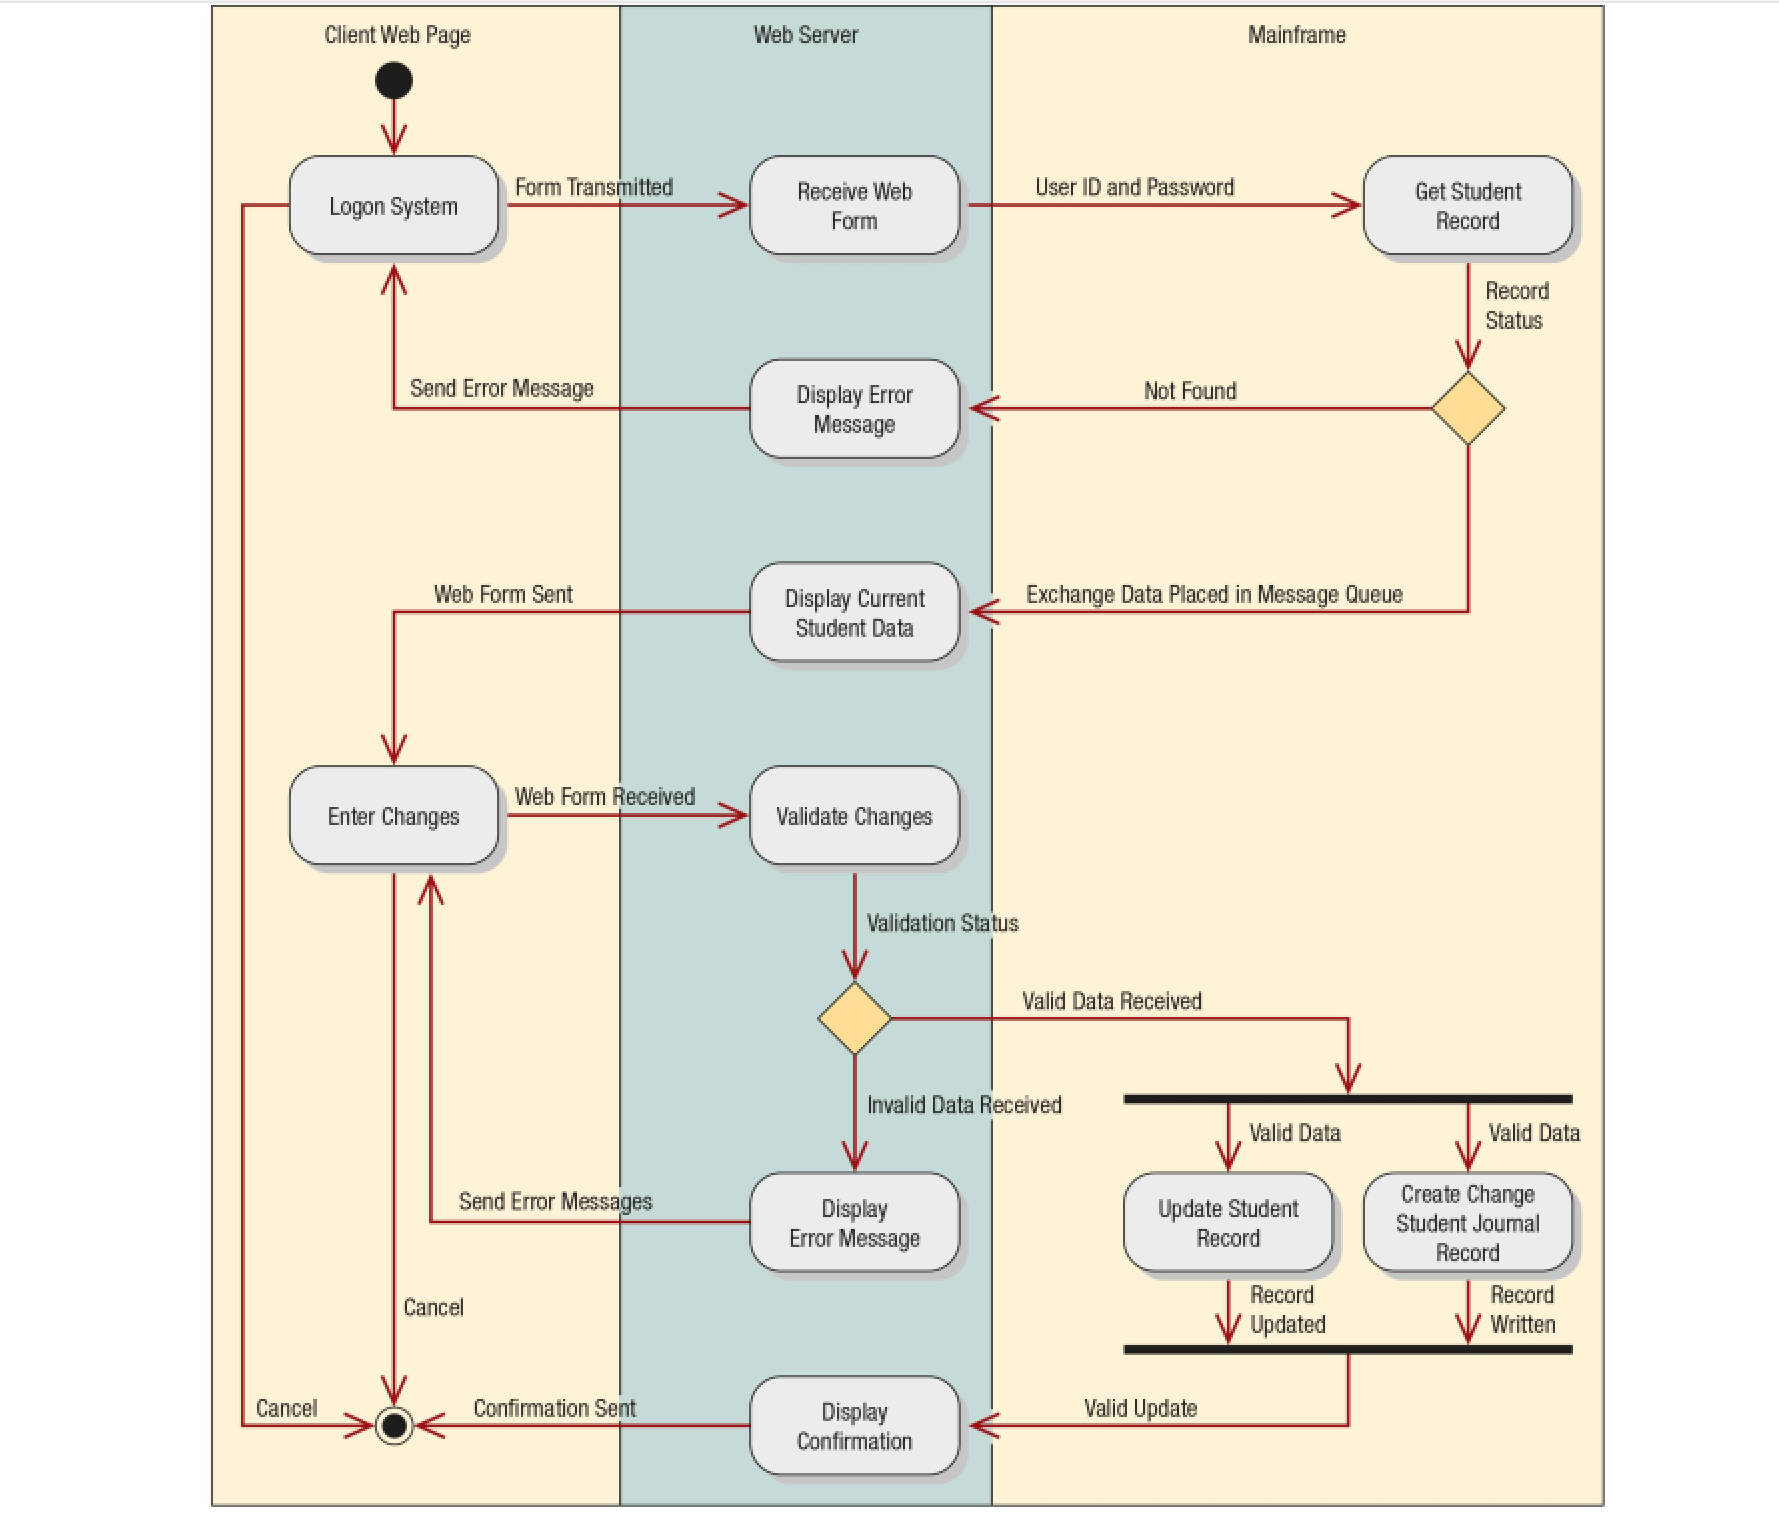 Client Web Page
Web Server
Mainframe
Logon System
Form Transmitted
Receive Web
Form
User ID and Password
Get Student
Record
Record
Status
Send Error Message
Display Error
Message
Not Found
Web Form Sent
Display Current
Student Data
Exchange Data Placed in Message Queue
Enter Changes
Web Form Received
Validate Changes
Validation Status
Valid Data Received
Invalid Data Received
Valid Data
Valid Data
Send Error Messages
Display
Error Message
Update Student
Record
Create Change
Student Journal
Record
Record
Updated
Record
Written
Cancel
Cancel
Confirmation Sent
Display
Confirmation
Valid Update